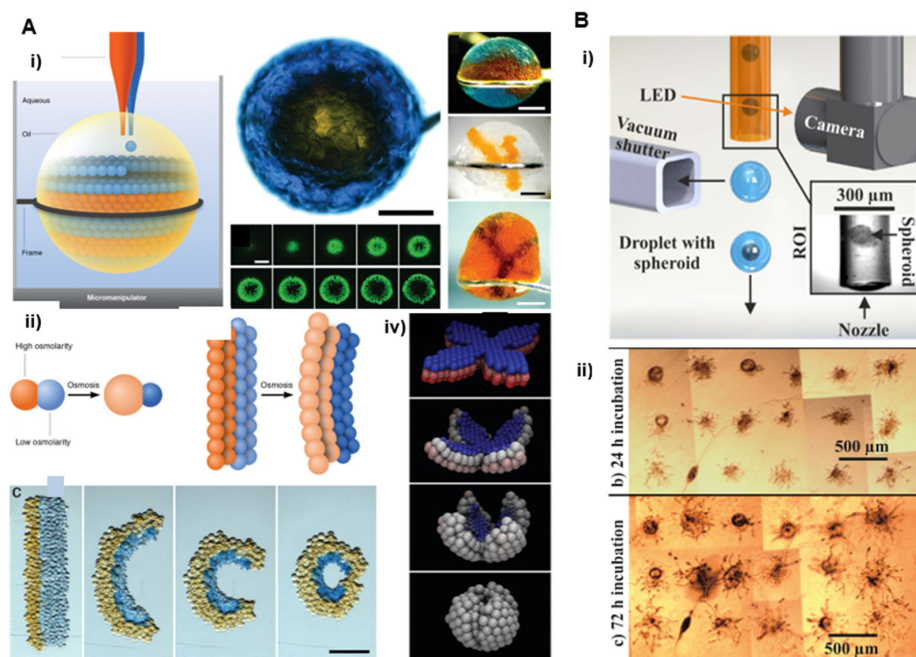 A
i)
Aqueous
Oil
Frame
Micromanipulator
ii)
High osmolarity
Osmosis
Low osmolarity
Osmosis
C
iv)
B
i)
LED
Camera
Vacuum
shutter
300 µm
Spheroid
ROI
Droplet with
spheroid
Nozzle
ii)
b) 24 h incubation
500 µm
c) 72 h incubation
500 µm